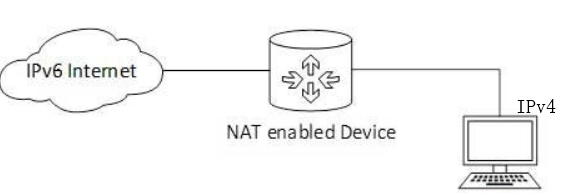 IPv6 Internet
IPv4
NAT enabled Device